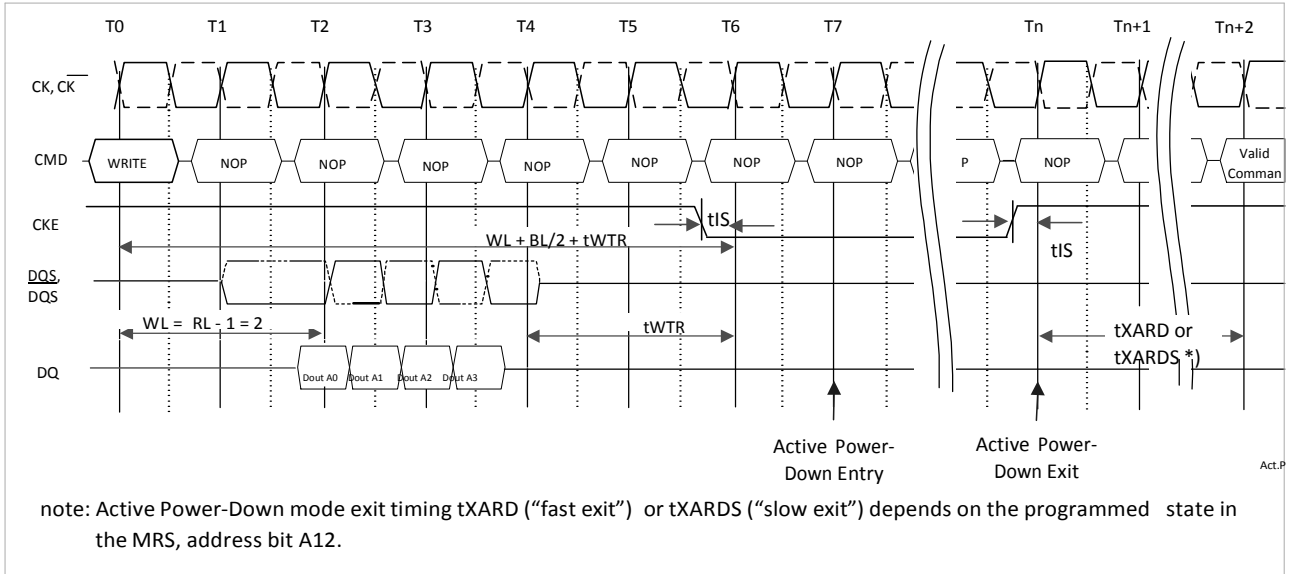 T0 T1 T2 T3 T4 T5 T6 T7 Tn Tn+1 Tn+2
CK, CK
CMD WRITE NOP NOP NOP NOP NOP NOP NOP P NOP Valid
Comman
CKE
tIS
tIS
WL + BL/2 + tWTR
DQS,
DQS
WL = RL - 1 = 2
tWTR
tXARD or
tXARDS *)
DQ
Dout A0 Dout A1 Dout A2 Dout A3
Active Power-
Down Entry
Active Power-
Down Exit
Act.P
note: Active Power-Down mode exit timing tXARD (“fast exit”) or tXARDS (“slow exit”) depends on the programmed state in
the MRS, address bit A12.